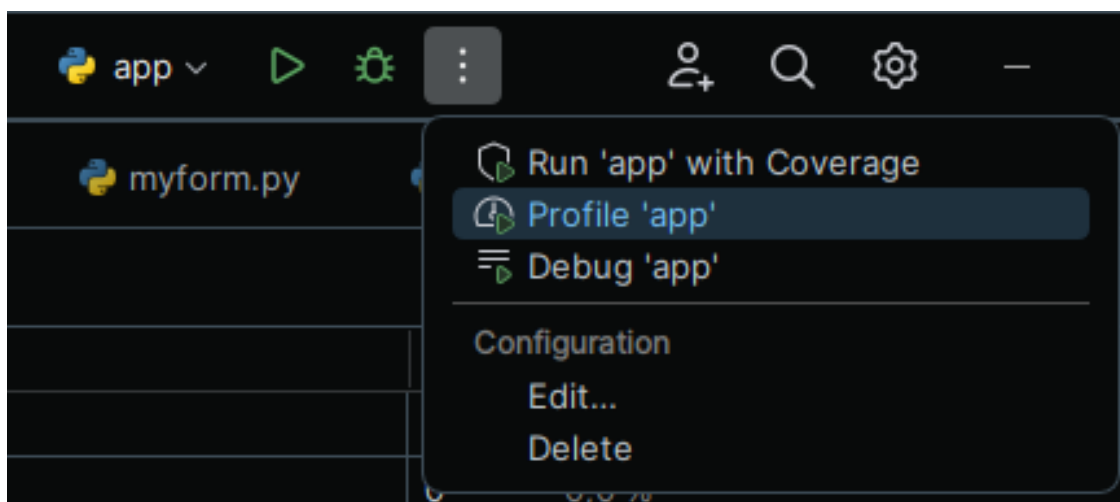 app
myform.py
Run 'app' with Coverage
Profile 'app'
Debug 'app'
Configuration
Edit...
Delete